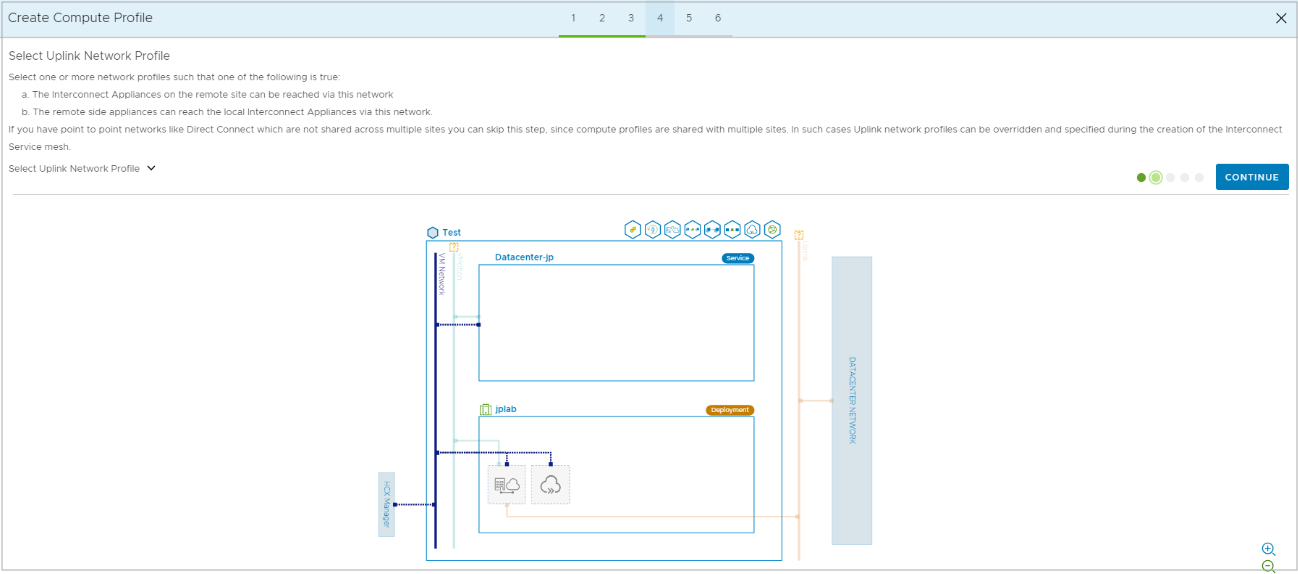 Create Compute Profile
1 2 3 4 5 6
Select Uplink Network Profile
Select one or more network profiles such that one of the following is true:
a. The Interconnect Appliances on the remote site can be reached via this network
b. The remote side appliances can reach the local Interconnect Appliances via this network.
If you have point to point networks like Direct Connect which are not shared across multiple sites you can skip this step, since compute profiles are shared with multiple sites. In such cases Uplink network profiles can be overridden and specified during the creation of the Interconnect
Service mesh.
Select Uplink Network Profile
CONTINUE
Test
?
?
VM Network
Datacenter-jp
Service
DATACENTER NETWORK
jplab
Deployment
HCX Manager